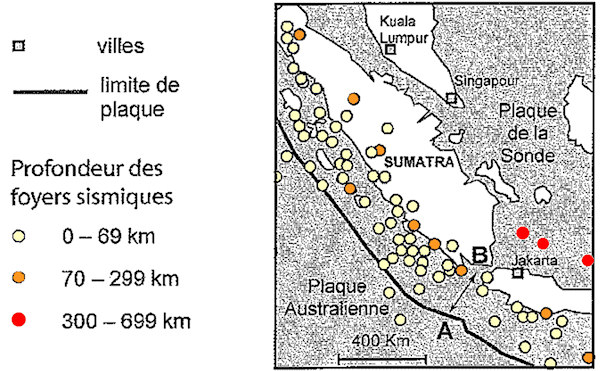 villes
limite de
plaque
Profondeur des
foyers sismiques
0 – 69 km
70 – 299 km
300 – 699 km
Kuala
Lumpur
Singapour
Plaque
de la
Sonde
SUMATRA
B
Jakarta
Plaque
Australienne
A
400 Km